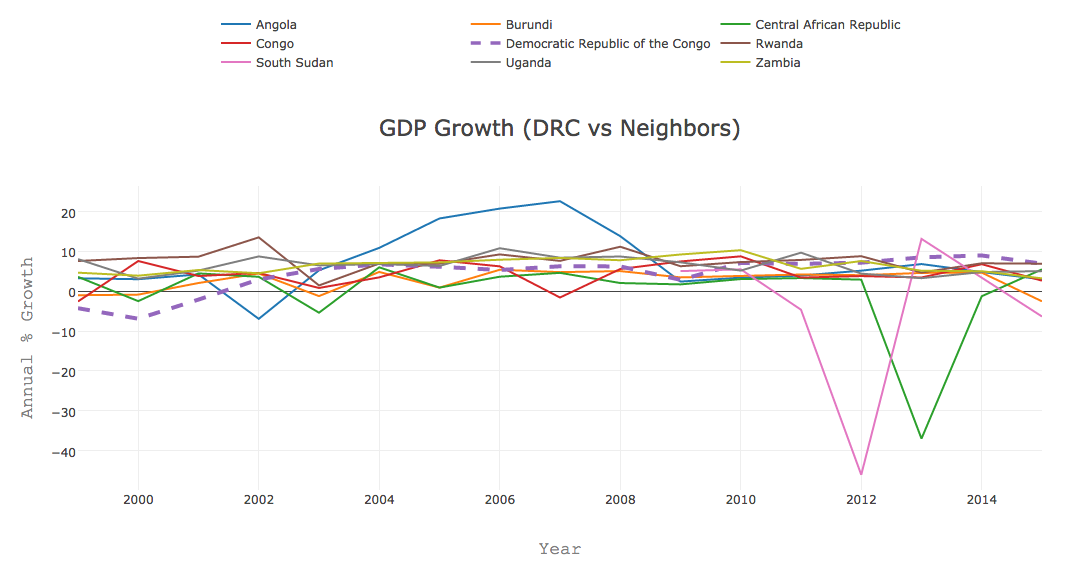 Angola Burundi Central African Republic
Congo Democratic Republic of the Congo Rwanda
South Sudan Uganda Zambia
GDP Growth (DRC vs Neighbors)
20
10
0
−10
−20
−30
−40
Annual % Growth
2000 2002 2004 2006 2008 2010 2012 2014
Year